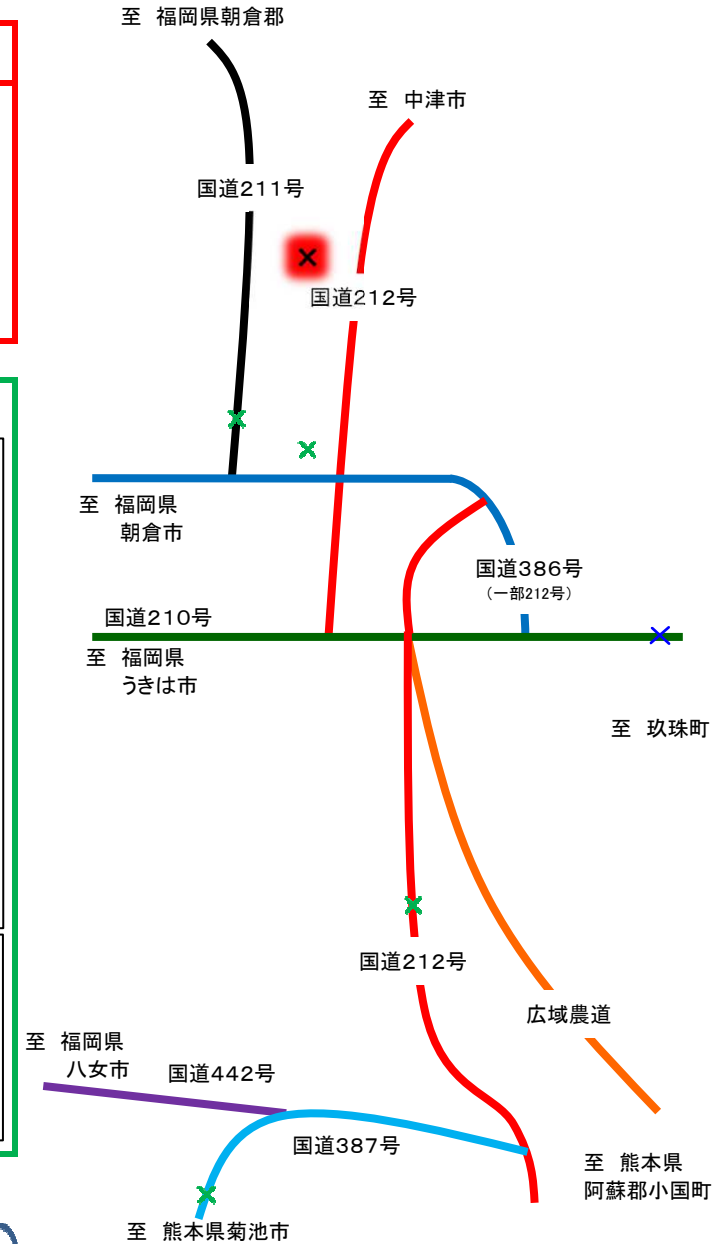 至　福岡県朝倉郡
至　中津市
国道211号
国道212号
至　福岡県
朝倉市
国道386号
（一部212号）
国道210号
至　福岡県
うきは市
至　玖珠町
国道212号
広域農道
至　福岡県
八女市
国道442号
国道387号
至　熊本県
阿蘇郡小国町
至　熊本県菊池市